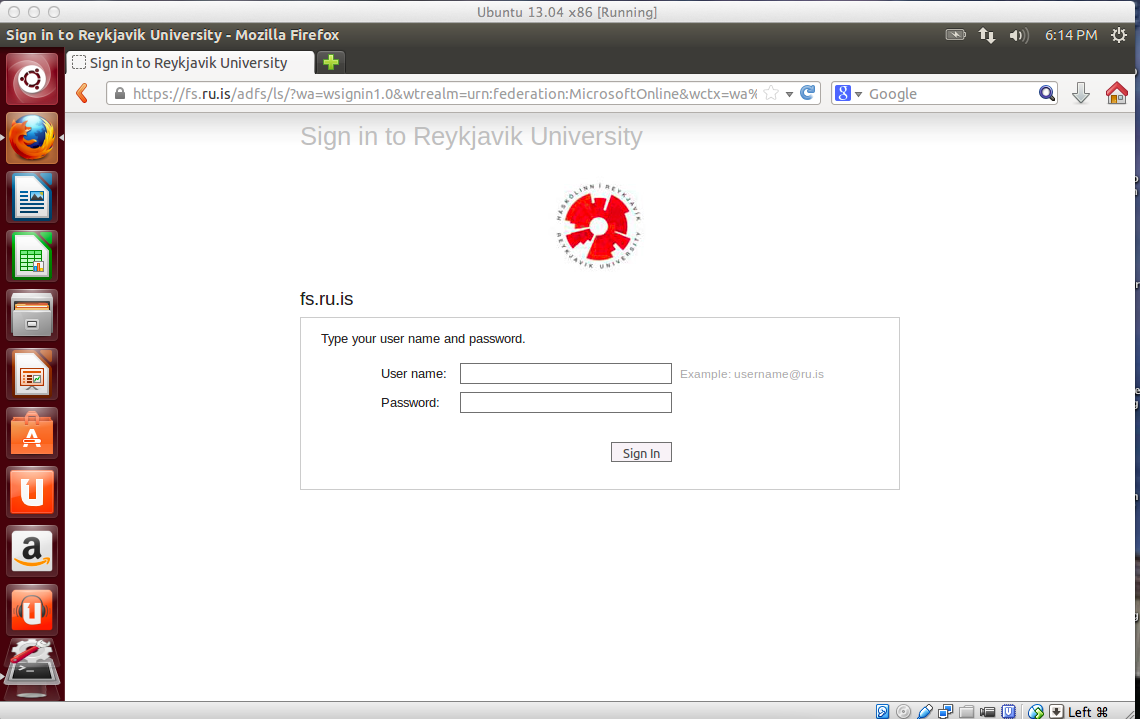 Ubuntu 13.04 x86 [Running]
Sign in to Reykjavik University - Mozilla Firefox
6:14 PM
Sign in to Reykjavik University
https://fs.ru.is/adfs/ls/?wa=wsignin1.0&wtrealm=urn:federation:MicrosoftOnline&wctx=wa%
8 Google
Sign in to Reykjavik University
HÁSKÓLINN Í REYKJAVÍK
REYKJAVIK UNIVERSITY
fs.ru.is
Type your user name and password.
User name:
Example: username@ru.is
Password:
Sign In
Left ⌘